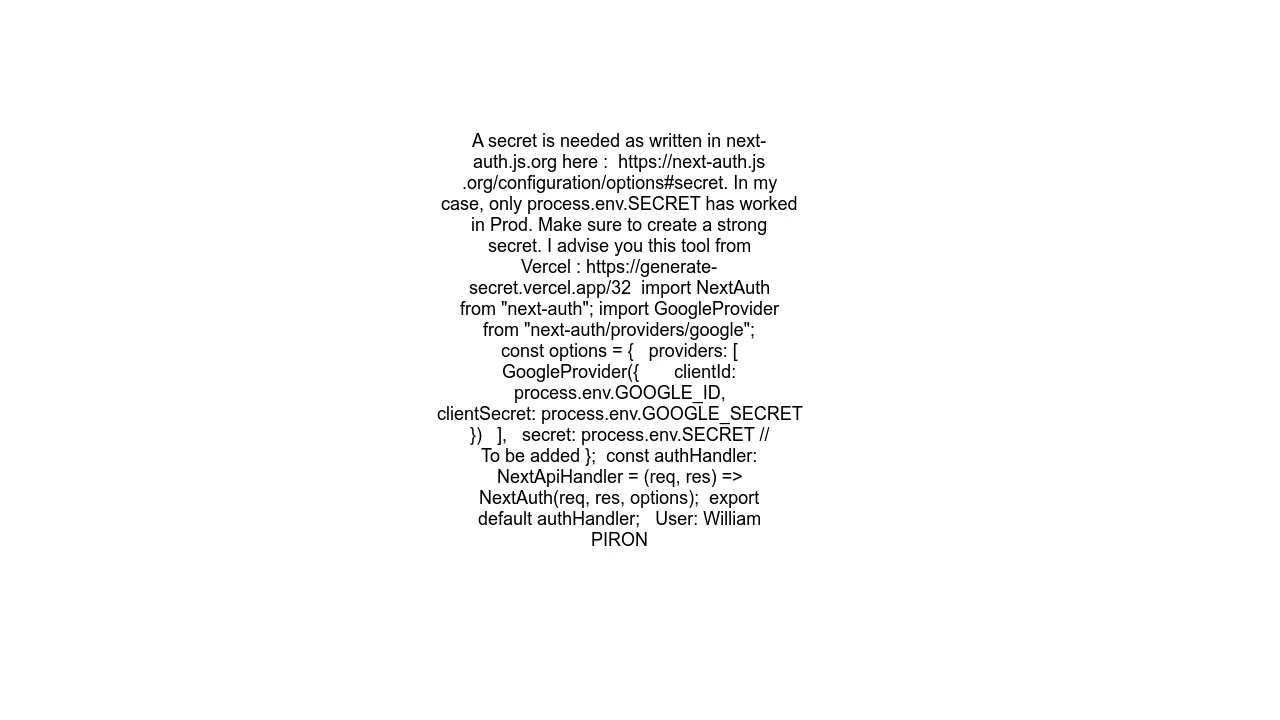 A secret is needed as written in next-
auth.js.org here :  https://next-auth.js
.org/configuration/options#secret. In my
case, only process.env.SECRET has worked
in Prod. Make sure to create a strong
secret. I advise you this tool from
Vercel : https://generate-
secret.vercel.app/32  import NextAuth
from "next-auth"; import GoogleProvider
from "next-auth/providers/google";
const options = {   providers: [
GoogleProvider({       clientId:
process.env.GOOGLE_ID,
clientSecret: process.env.GOOGLE_SECRET
})   ],   secret: process.env.SECRET //
To be added };  const authHandler:
NextApiHandler = (req, res) =>
NextAuth(req, res, options);  export
default authHandler;   User: William
PIRON